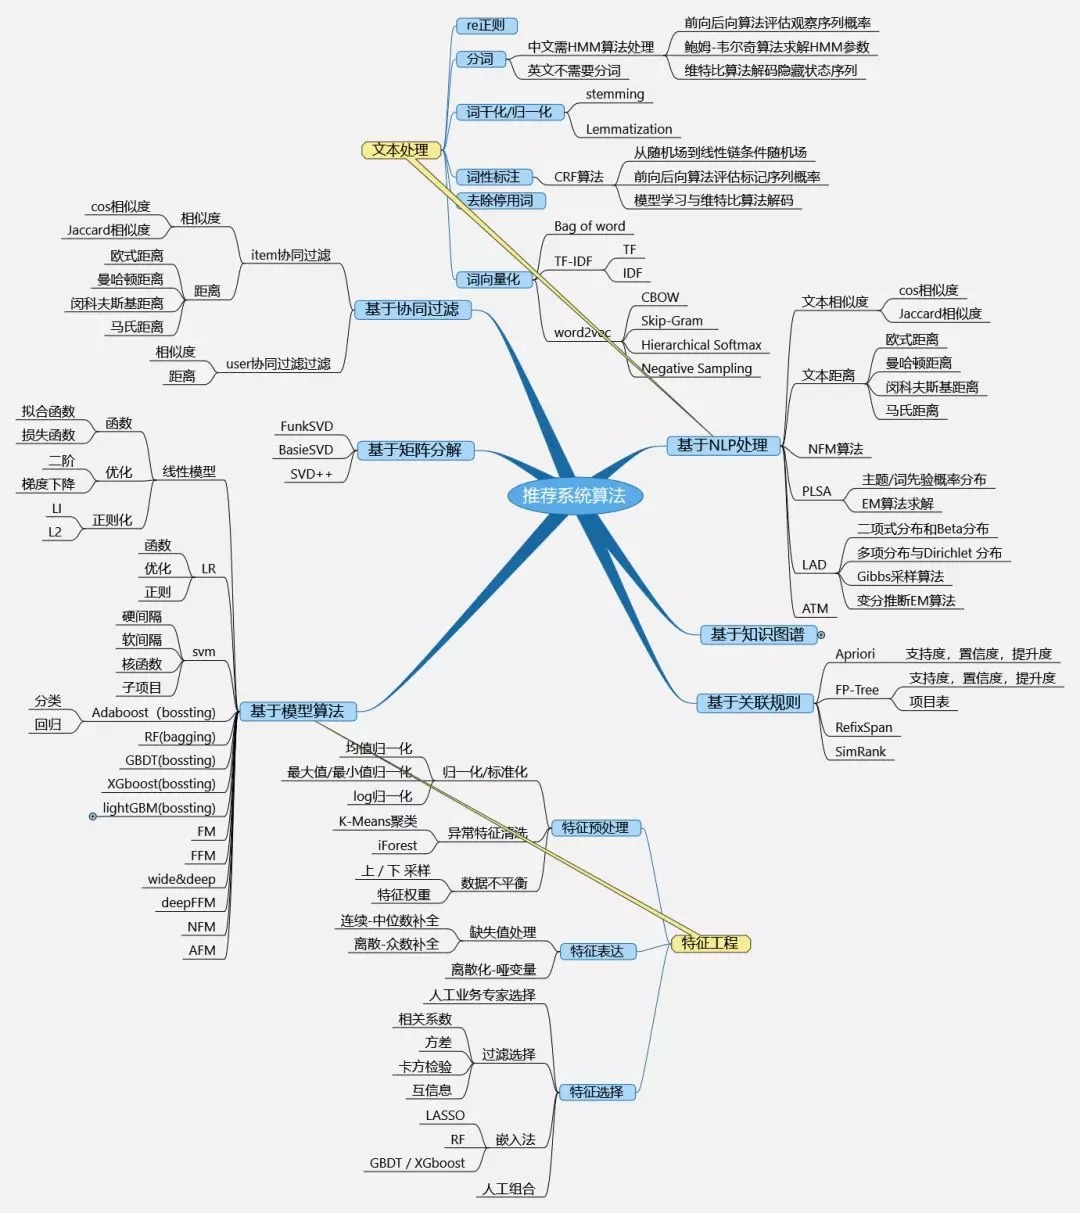 推荐系统算法
文本处理
re正则
分词
中文需HMM算法处理
前向后向算法评估观察序列概率
鲍姆-韦尔奇算法求解HMM参数
维特比算法解码隐藏状态序列
英文不需要分词
词干化/归一化
stemming
Lemmatization
词性标注
CRF算法
从随机场到线性链条件随机场
前向后向算法评估标记序列概率
模型学习与维特比算法解码
去除停用词
词向量化
Bag of word
TF-IDF
TF
IDF
word2vec
CBOW
Skip-Gram
Hierarchical Softmax
Negative Sampling
基于协同过滤
item协同过滤
相似度
cos相似度
Jaccard相似度
距离
欧式距离
曼哈顿距离
闵科夫斯基距离
马氏距离
user协同过滤过滤
相似度
距离
基于矩阵分解
FunkSVD
BasieSVD
SVD++
基于NLP处理
文本相似度
cos相似度
Jaccard相似度
文本距离
欧式距离
曼哈顿距离
闵科夫斯基距离
马氏距离
NFM算法
PLSA
主题/词先验概率分布
EM算法求解
LAD
二项式分布和Beta分布
多项分布与Dirichlet 分布
Gibbs采样算法
变分推断EM算法
ATM
基于知识图谱
基于关联规则
Apriori
支持度，置信度，提升度
FP-Tree
支持度，置信度，提升度
项目表
RefixSpan
SimRank
基于模型算法
线性模型
函数
拟合函数
损失函数
优化
二阶
梯度下降
正则化
LI
L2
LR
函数
优化
正则
svm
硬间隔
软间隔
核函数
子项目
Adaboost（bossting)
分类
回归
RF(bagging)
GBDT(bossting)
XGboost(bossting)
lightGBM(bossting)
FM
FFM
wide&deep
deepFFM
NFM
AFM
特征工程
特征预处理
归一化/标准化
均值归一化
最大值/最小值归一化
log归一化
异常特征清洗
K-Means聚类
iForest
数据不平衡
上 / 下 采样
特征权重
特征表达
缺失值处理
连续-中位数补全
离散-众数补全
离散化-哑变量
特征选择
人工业务专家选择
过滤选择
相关系数
方差
卡方检验
互信息
嵌入法
LASSO
RF
GBDT / XGboost
人工组合